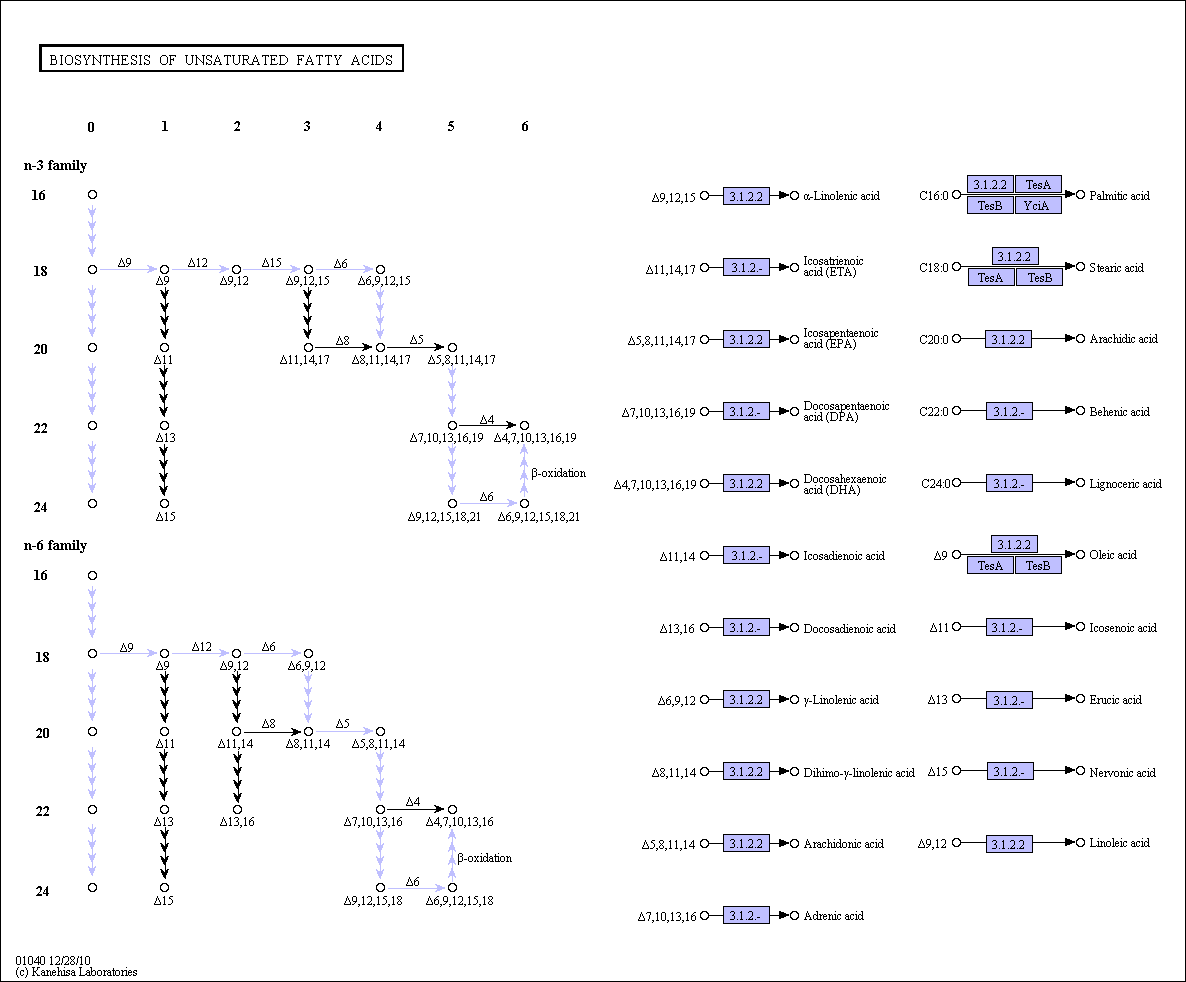 BIOSYNTHESIS OF UNSATURATED FATTY ACIDS
0 1 2 3 4 5 6
n-3 family
16
18
Δ9 Δ12 Δ15 Δ6
Δ9 Δ9,12 Δ9,12,15 Δ6,9,12,15
20
Δ8 Δ5
Δ11 Δ11,14,17 Δ8,11,14,17 Δ5,8,11,14,17
22
Δ4
Δ13 Δ7,10,13,16,19 Δ4,7,10,13,16,19
β-oxidation
24
Δ6
Δ15 Δ9,12,15,18,21 Δ6,9,12,15,18,21
n-6 family
16
18
Δ9 Δ12 Δ6
Δ9 Δ9,12 Δ6,9,12
20
Δ8 Δ5
Δ11 Δ11,14 Δ8,11,14 Δ5,8,11,14
22
Δ4
Δ13 Δ13,16 Δ7,10,13,16 Δ4,7,10,13,16
β-oxidation
24
Δ6
Δ15 Δ9,12,15,18 Δ6,9,12,15,18
Δ9,12,15 3.1.2.2 α-Linolenic acid
Δ11,14,17 3.1.2.- Icosatrienoic
acid (ETA)
Δ5,8,11,14,17 3.1.2.2 Icosapentaenoic
acid (EPA)
Δ7,10,13,16,19 3.1.2.- Docosapentaenoic
acid (DPA)
Δ4,7,10,13,16,19 3.1.2.2 Docosahexaenoic
acid (DHA)
Δ11,14 3.1.2.- Icosadienoic acid
Δ13,16 3.1.2.- Docosadienoic acid
Δ6,9,12 3.1.2.2 γ-Linolenic acid
Δ8,11,14 3.1.2.2 Dihimo-γ-linolenic acid
Δ5,8,11,14 3.1.2.2 Arachidonic acid
Δ7,10,13,16 3.1.2.- Adrenic acid
3.1.2.2 TesA
C16:0 Palmitic acid
TesB YciA
3.1.2.2
C18:0 Stearic acid
TesA TesB
C20:0 3.1.2.2 Arachidic acid
C22:0 3.1.2.- Behenic acid
C24:0 3.1.2.- Lignoceric acid
3.1.2.2
Δ9 Oleic acid
TesA TesB
Δ11 3.1.2.- Icosenoic acid
Δ13 3.1.2.- Erucic acid
Δ15 3.1.2.- Nervonic acid
Δ9,12 3.1.2.2 Linoleic acid
01040 12/28/10
(c) Kanehisa Laboratories